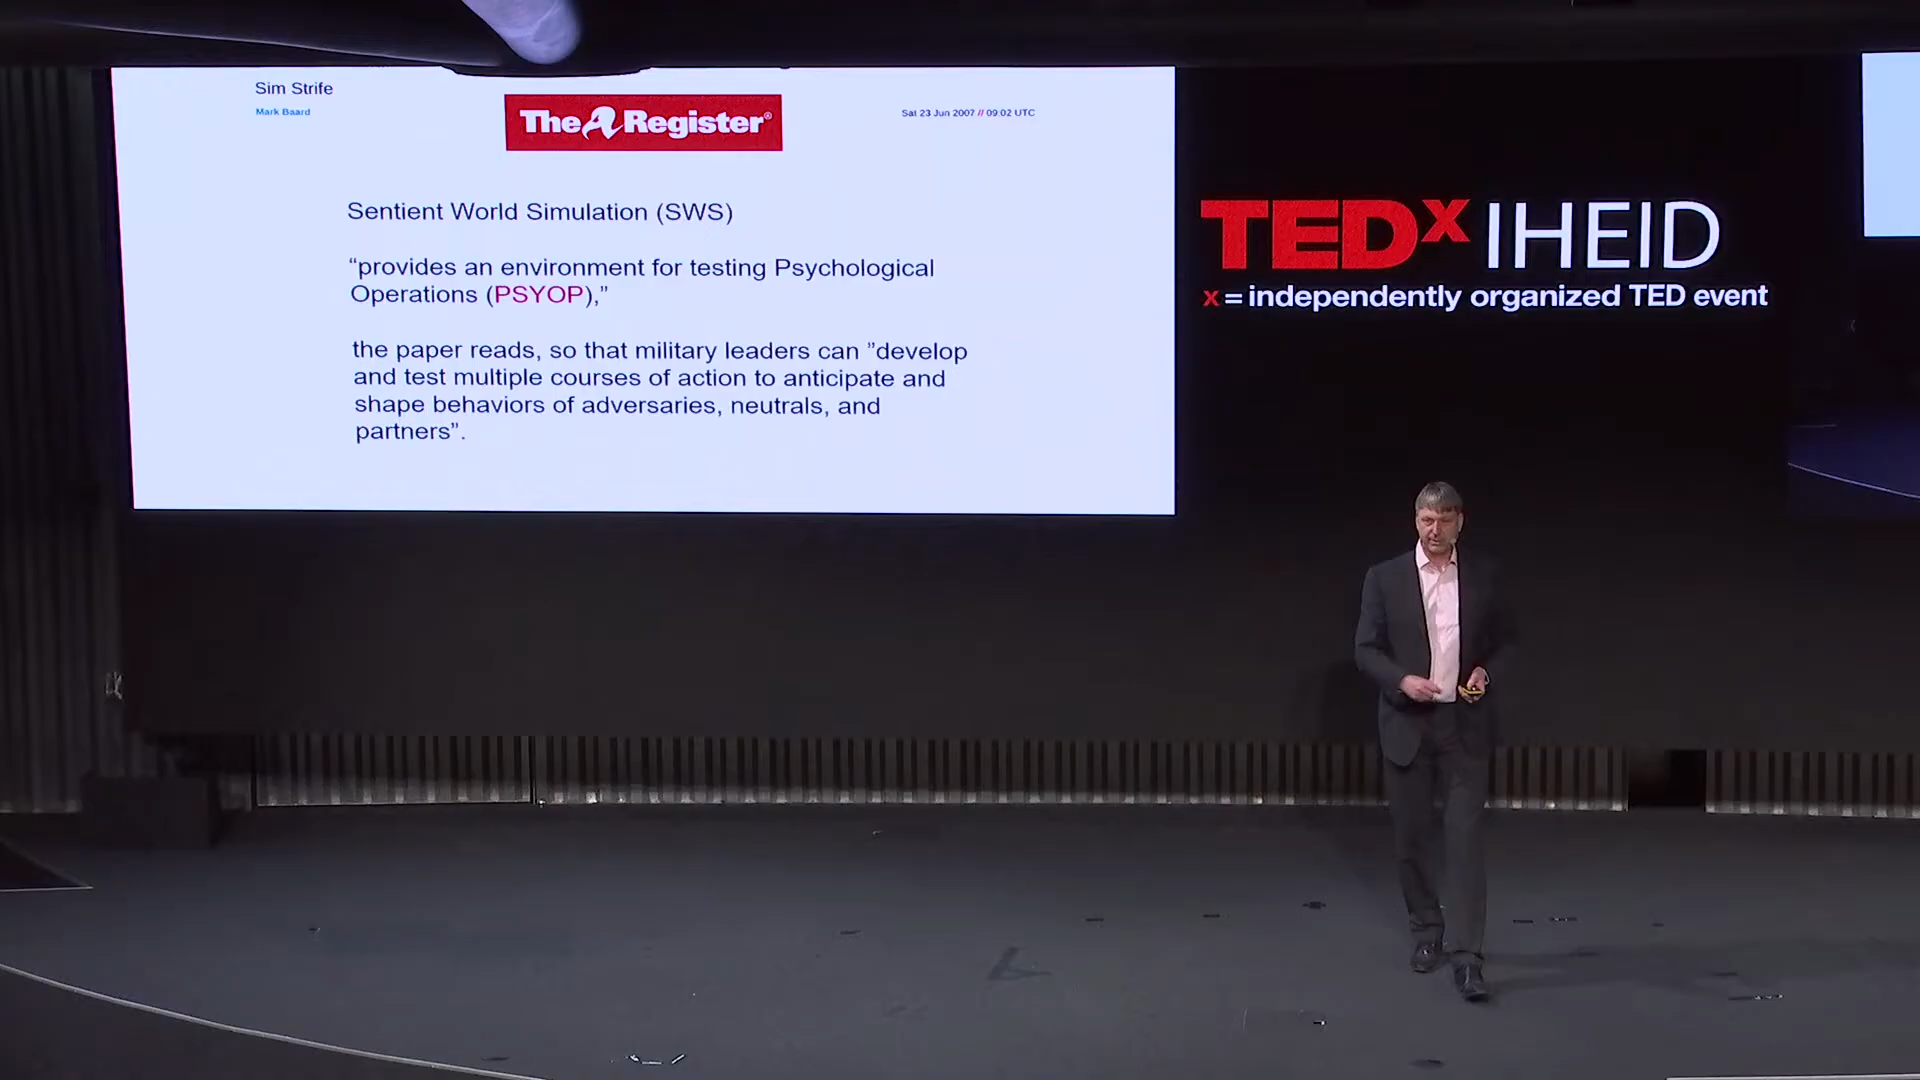 Sim Strife
Mark Baard
The Register®
Sat 23 Jun 2007 // 09:02 UTC
Sentient World Simulation (SWS)
“provides an environment for testing Psychological
Operations (PSYOP),”
the paper reads, so that military leaders can ”develop
and test multiple courses of action to anticipate and
shape behaviors of adversaries, neutrals, and
partners”.
TEDx IHEID
x = independently organized TED event